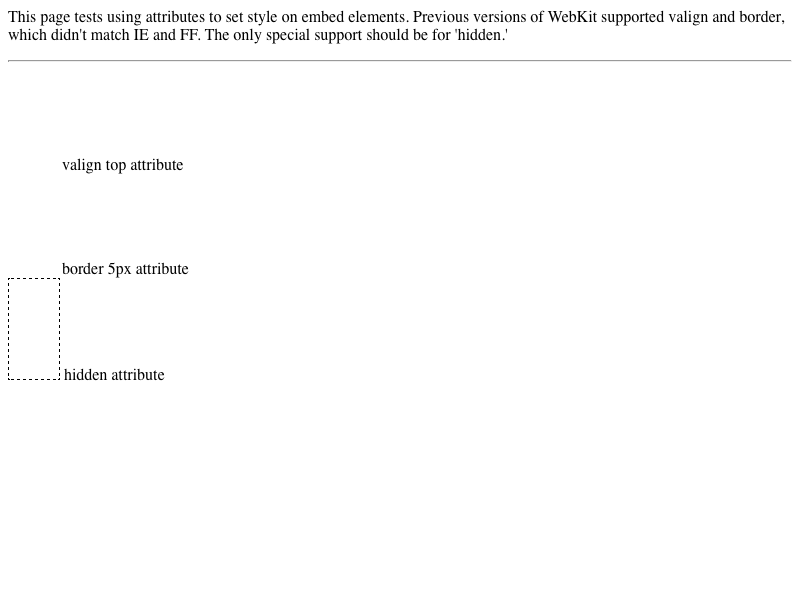 This page tests using attributes to set style on embed elements. Previous versions of WebKit supported valign and border,
which didn't match IE and FF. The only special support should be for 'hidden.'
valign top attribute
border 5px attribute
hidden attribute